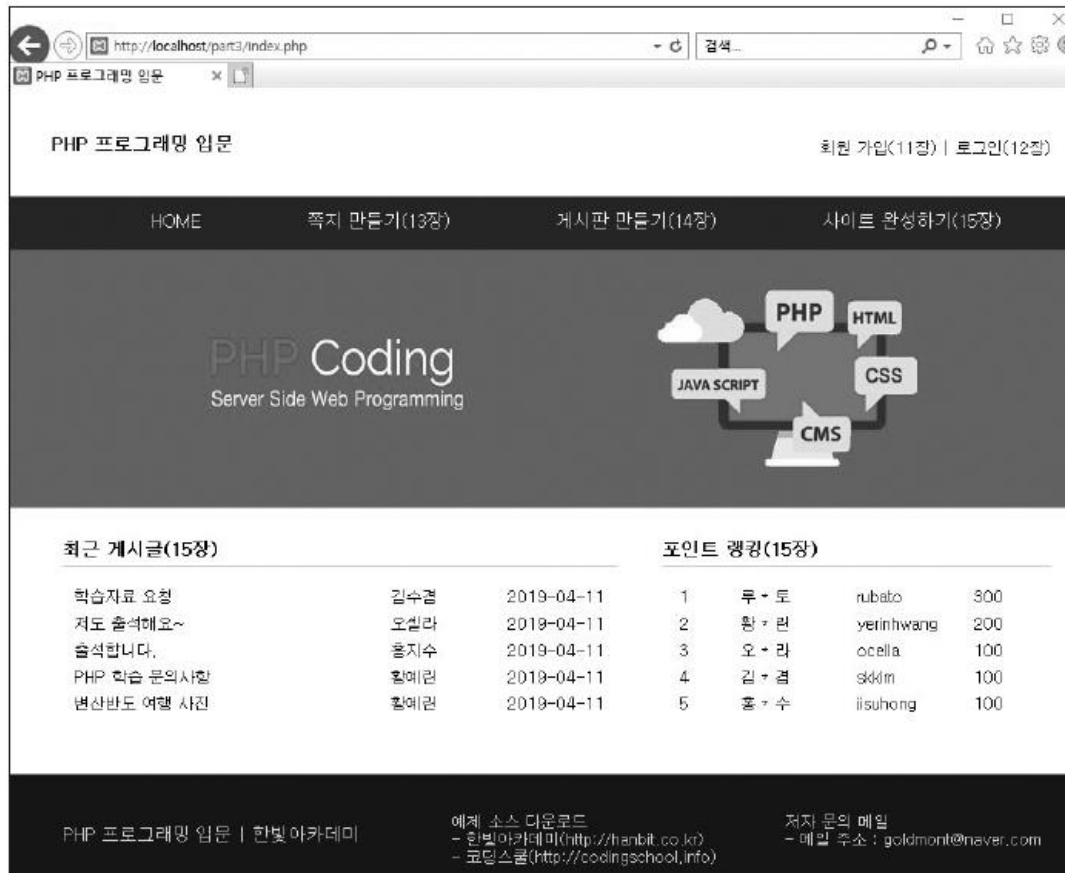 http://localhost/part3/index.php
검색...
PHP 프로그래밍 입문
PHP 프로그래밍 입문
회원 가입(11장) | 로그인(12장)
HOME 쪽지 만들기(13장) 게시판 만들기(14장) 사이트 완성하기(15장)
PHP Coding
Server Side Web Programming
PHP
HTML
JAVA SCRIPT
CSS
CMS
최근 게시글(15장)
학습자료 요청 김수겸 2019-04-11
저도 출석해요~ 오셀라 2019-04-11
출석합니다. 홍지수 2019-04-11
PHP 학습 문의사항 황예린 2019-04-11
변산반도 여행 사진 황예린 2019-04-11
포인트 랭킹(15장)
1 루 * 토 rubato 300
2 황 * 린 yerinhwang 200
3 오 * 라 ocella 100
4 김 * 겸 skkim 100
5 홍 * 수 jisuhong 100
PHP 프로그래밍 입문 | 한빛아카데미
예제 소스 다운로드
- 한빛아카데미(http://hanbit.co.kr)
- 코딩스쿨(http://codingschool.info)
저자 문의 메일
- 메일 주소 : goldmont@naver.com